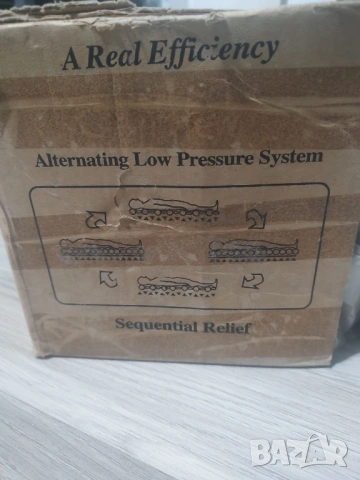 A Real Efficiency
Alternating Low Pressure System
Sequential Relief
BAZAR